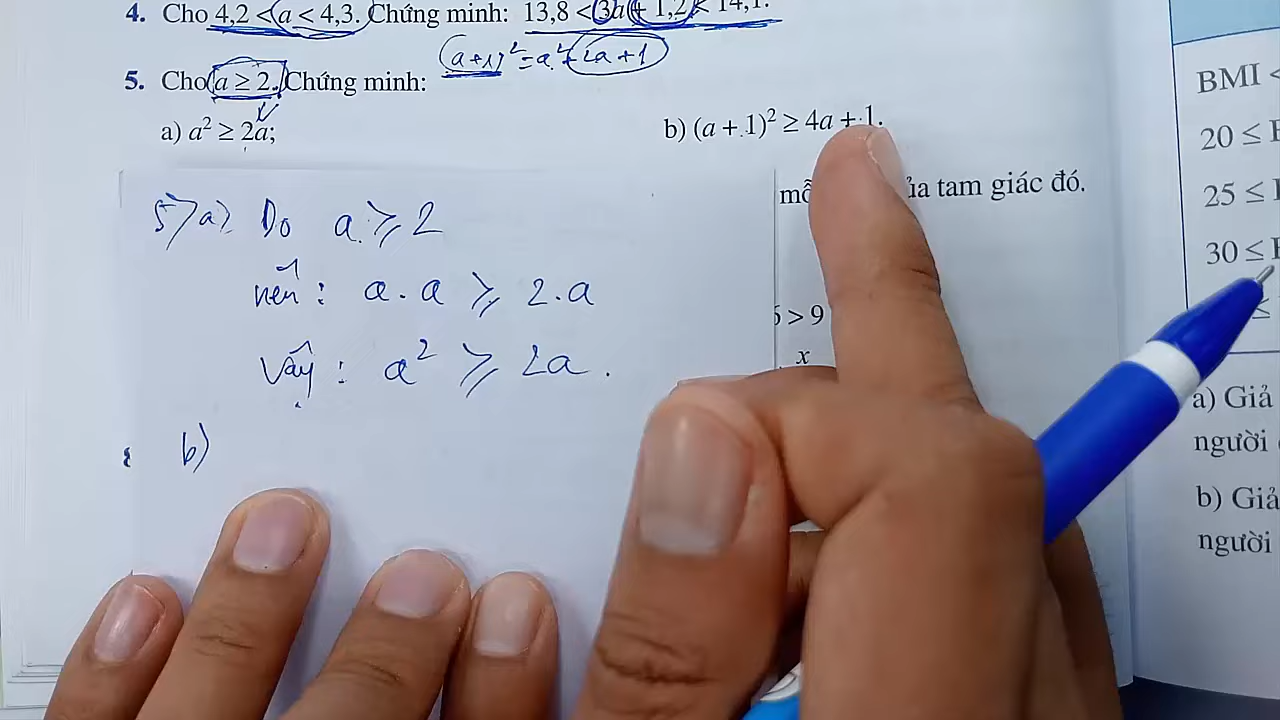 4. Cho 4,2 < a < 4,3. Chứng minh: 13,8 < 3a + 1,2 < 14,1.
(a+1)² = a² + 2a + 1
5. Cho a ≥ 2. Chứng minh:
a) a² ≥ 2a;
b) (a + 1)² ≥ 4a + 1.
5) a) Do a ≥ 2
nên : a . a ≥ 2 . a
Vậy : a² ≥ 2a .
b)
ủa tam giác đó.
> 9
x
BMI <
20 ≤
25 ≤
30 ≤
≤
a) Giả
người
b) Giả
người